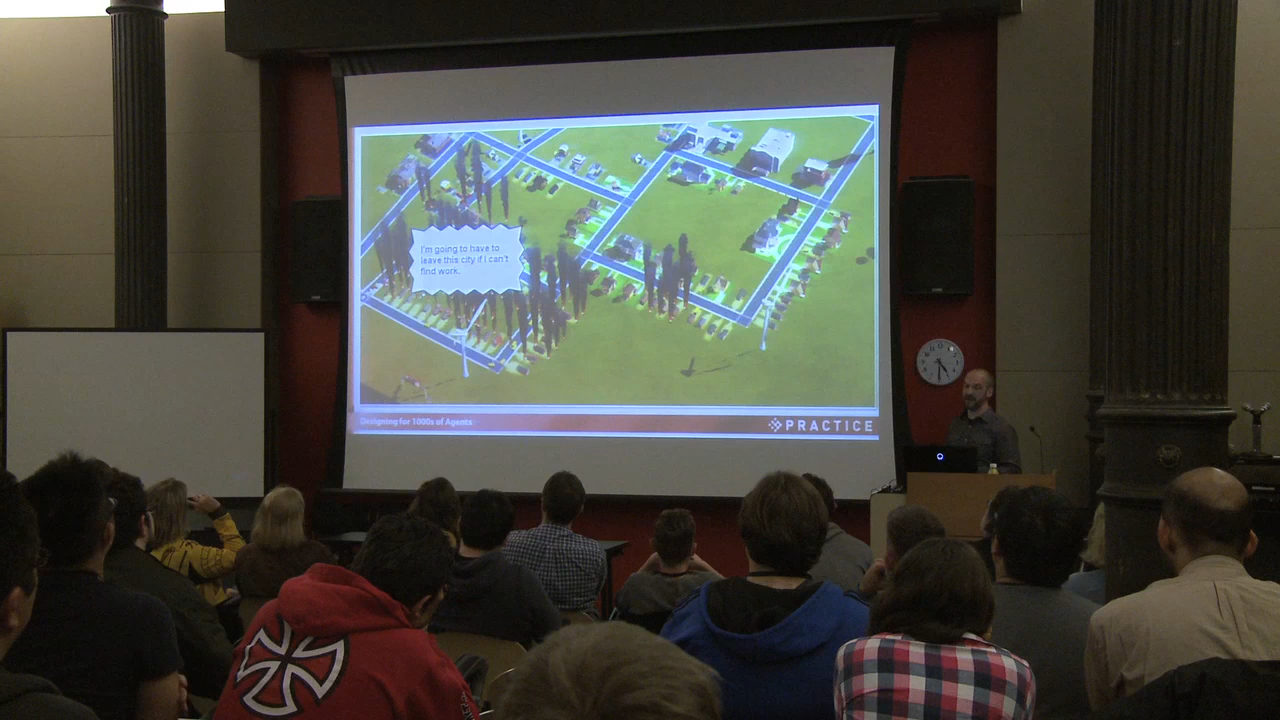 I'm going to have to
leave this city if I can't
find work.
Designing for 1000s of Agents
PRACTICE